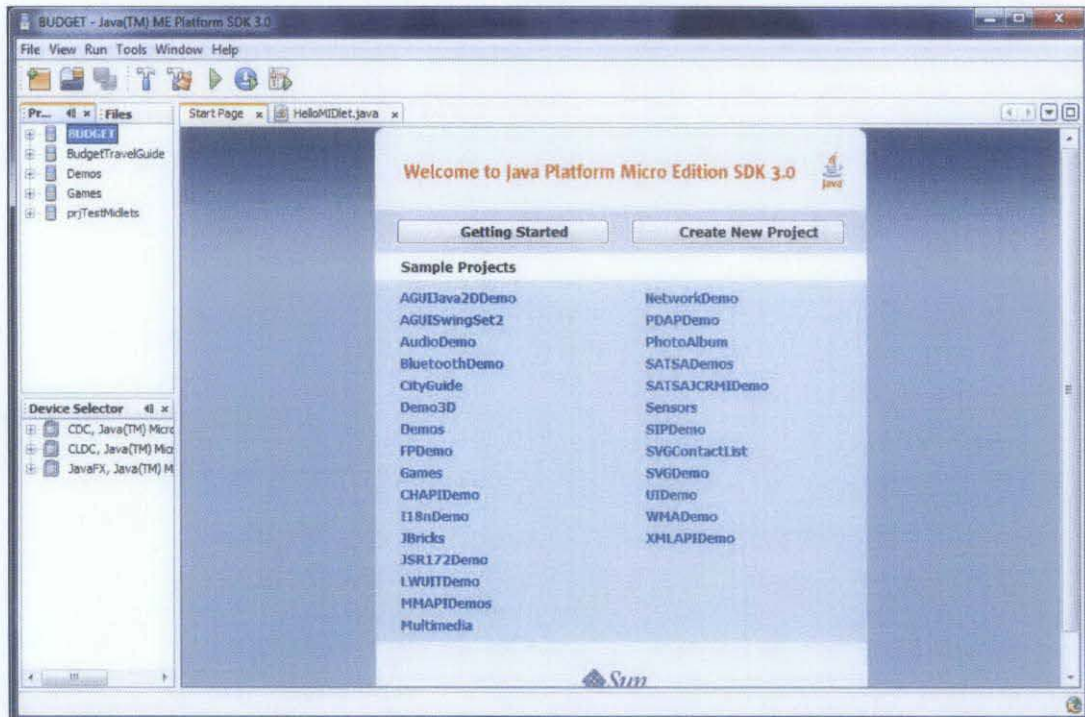 BUDGET - Java(TM) ME Platform SDK 3.0
File View Run Tools Window Help
Pr... Files
Start Page HelloMIDlet.java
BUDGET
BudgetTravelGuide
Demos
Games
prjTestMidlets
Welcome to Java Platform Micro Edition SDK 3.0
Java
Getting Started
Create New Project
Sample Projects
AGUIJava2DDemo
AGUISwingSet2
AudioDemo
BluetoothDemo
CityGuide
Demo3D
Demos
FPDemo
Games
CHAPIDemo
I18nDemo
JBricks
JSR172Demo
LWUITDemo
MMAPIDemos
Multimedia
NetworkDemo
PDAPDemo
PhotoAlbum
SATSADemos
SATSAJCRMIDemo
Sensors
SIPDemo
SVGContactList
SVGDemo
UIDemo
WMADemo
XMLAPIDemo
Device Selector
CDC, Java(TM) Micro
CLDC, Java(TM) Mic
JavaFX, Java(TM) M
Sun